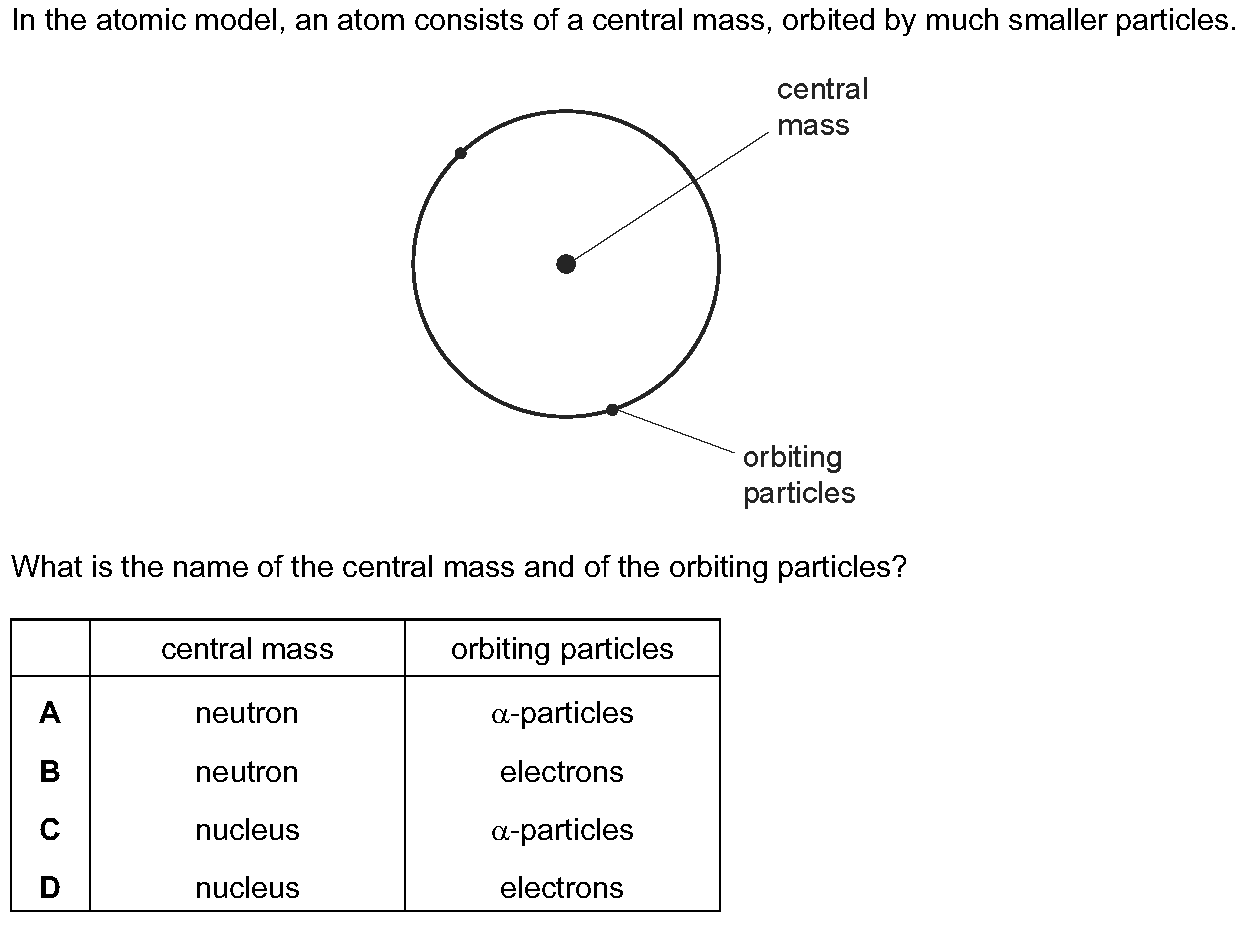 In the atomic model, an atom consists of a central mass, orbited by much smaller particles.
central
mass
orbiting
particles
What is the name of the central mass and of the orbiting particles?
central mass orbiting particles
A neutron α-particles
B neutron electrons
C nucleus α-particles
D nucleus electrons